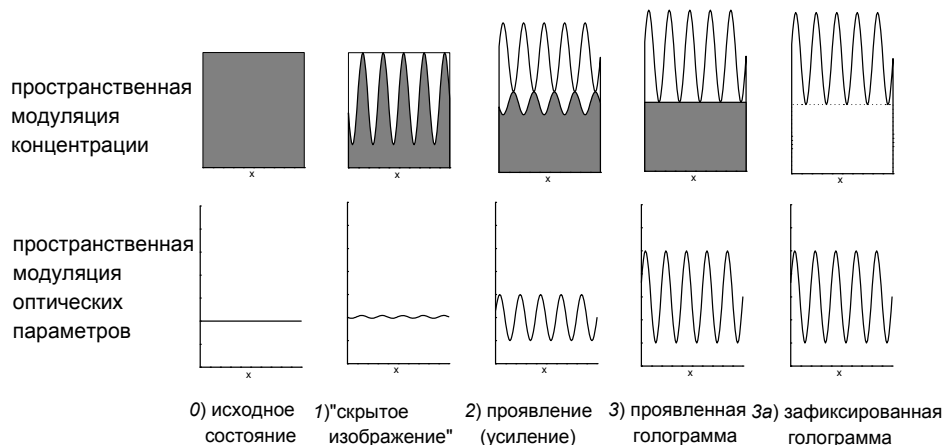 пространственная
модуляция
концентрации
x
x
x
x
x
пространственная
модуляция
оптических
параметров
x
x
x
x
x
0) исходное
состояние
1)"скрытое
изображение"
2) проявление
(усиление)
3) проявленная
голограмма
3а) зафиксированная
голограмма